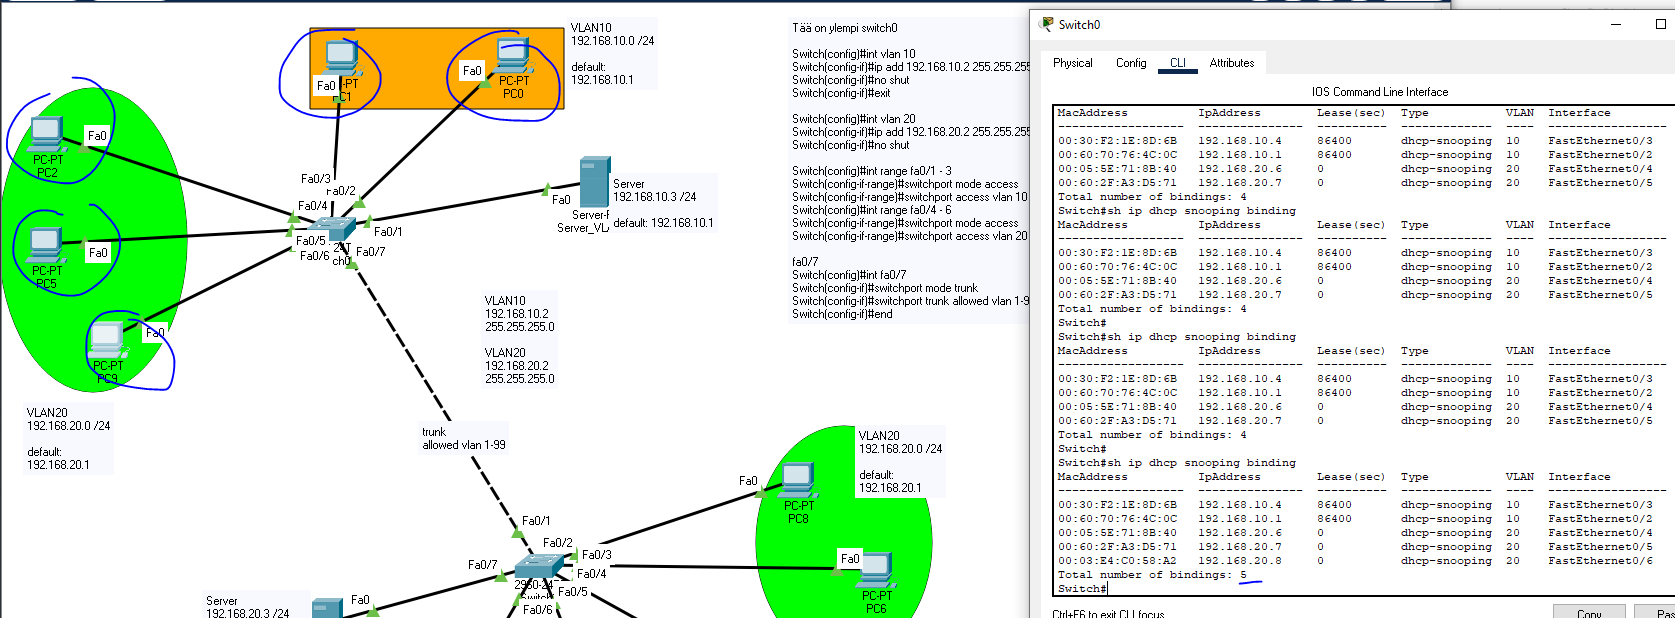 VLAN10
192.168.10.0 /24
default:
192.168.10.1
Fa0
PC-PT
PC0
Fa0
-PT
C1
Fa0
PC-PT
PC2
Fa0
PC-PT
PC5
Fa0
PC-PT
PC9
VLAN20
192.168.20.0 /24
default:
192.168.20.1
Fa0/3
Fa0/2
Fa0/4
Fa0/1
Fa0/5
Fa0/6
Fa0/7
24T
ch0
Fa0
Server
192.168.10.3 /24
default: 192.168.10.1
Server-F
Server_VL
VLAN10
192.168.10.2
255.255.255.0
VLAN20
192.168.20.2
255.255.255.0
trunk
allowed vlan 1-99
Fa0/1
Fa0/2
Fa0/3
Fa0/4
Fa0/5
Fa0/6
Fa0/7
2960-24
Switch
Server
192.168.20.3 /24
Fa0
Fa0
PC-PT
PC8
Fa0
PC-PT
PC6
VLAN20
192.168.20.0 /24
default:
192.168.20.1
Tää on ylempi switch0
Switch(config)#int vlan 10
Switch(config-if)#ip add 192.168.10.2 255.255.255
Switch(config-if)#no shut
Switch(config-if)#exit
Switch(config)#int vlan 20
Switch(config-if)#ip add 192.168.20.2 255.255.255
Switch(config-if)#no shut
Switch(config)#int range fa0/1 - 3
Switch(config-if-range)#switchport mode access
Switch(config-if-range)#switchport access vlan 10
Switch(config-if-range)#int range fa0/4 - 6
Switch(config-if-range)#switchport mode access
Switch(config-if-range)#switchport access vlan 20
fa0/7
Switch(config)#int fa0/7
Switch(config-if)#switchport mode trunk
Switch(config-if)#switchport trunk allowed vlan 1-9
Switch(config-if)#end
Switch0
Physical Config CLI Attributes
IOS Command Line Interface
MacAddress IpAddress Lease(sec) Type VLAN Interface
------------------ --------------- ---------- ------------- ---- -----------------
00:30:F2:1E:8D:6B 192.168.10.4 86400 dhcp-snooping 10 FastEthernet0/3
00:60:70:76:4C:0C 192.168.10.1 86400 dhcp-snooping 10 FastEthernet0/2
00:05:5E:71:8B:40 192.168.20.6 0 dhcp-snooping 20 FastEthernet0/4
00:60:2F:A3:D5:71 192.168.20.7 0 dhcp-snooping 20 FastEthernet0/5
Total number of bindings: 4
Switch#sh ip dhcp snooping binding
MacAddress IpAddress Lease(sec) Type VLAN Interface
------------------ --------------- ---------- ------------- ---- -----------------
00:30:F2:1E:8D:6B 192.168.10.4 86400 dhcp-snooping 10 FastEthernet0/3
00:60:70:76:4C:0C 192.168.10.1 86400 dhcp-snooping 10 FastEthernet0/2
00:05:5E:71:8B:40 192.168.20.6 0 dhcp-snooping 20 FastEthernet0/4
00:60:2F:A3:D5:71 192.168.20.7 0 dhcp-snooping 20 FastEthernet0/5
Total number of bindings: 4
Switch#
Switch#sh ip dhcp snooping binding
MacAddress IpAddress Lease(sec) Type VLAN Interface
------------------ --------------- ---------- ------------- ---- -----------------
00:30:F2:1E:8D:6B 192.168.10.4 86400 dhcp-snooping 10 FastEthernet0/3
00:60:70:76:4C:0C 192.168.10.1 86400 dhcp-snooping 10 FastEthernet0/2
00:05:5E:71:8B:40 192.168.20.6 0 dhcp-snooping 20 FastEthernet0/4
00:60:2F:A3:D5:71 192.168.20.7 0 dhcp-snooping 20 FastEthernet0/5
Total number of bindings: 4
Switch#
Switch#sh ip dhcp snooping binding
MacAddress IpAddress Lease(sec) Type VLAN Interface
------------------ --------------- ---------- ------------- ---- -----------------
00:30:F2:1E:8D:6B 192.168.10.4 86400 dhcp-snooping 10 FastEthernet0/3
00:60:70:76:4C:0C 192.168.10.1 86400 dhcp-snooping 10 FastEthernet0/2
00:05:5E:71:8B:40 192.168.20.6 0 dhcp-snooping 20 FastEthernet0/4
00:60:2F:A3:D5:71 192.168.20.7 0 dhcp-snooping 20 FastEthernet0/5
00:03:E4:C0:58:A2 192.168.20.8 0 dhcp-snooping 20 FastEthernet0/6
Total number of bindings: 5
Switch#
Ctrl+F6 to exit CLI focus
Copy Pas